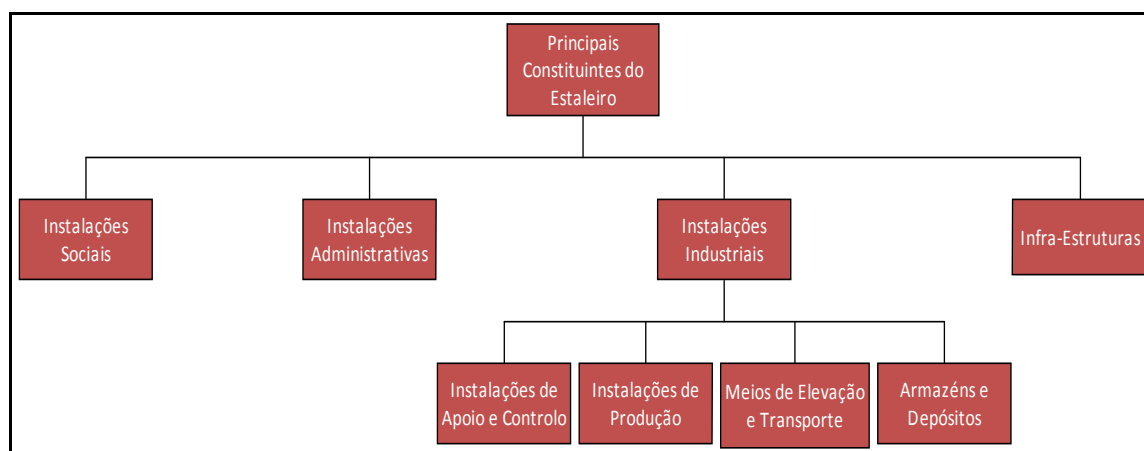 Principais
Constituintes do
Estaleiro
Instalações
Sociais
Instalações
Administrativas
Instalações
Industriais
Infra-Estruturas
Instalações de
Apoio e Controlo
Instalações de
Produção
Meios de Elevação
e Transporte
Armazéns e
Depósitos